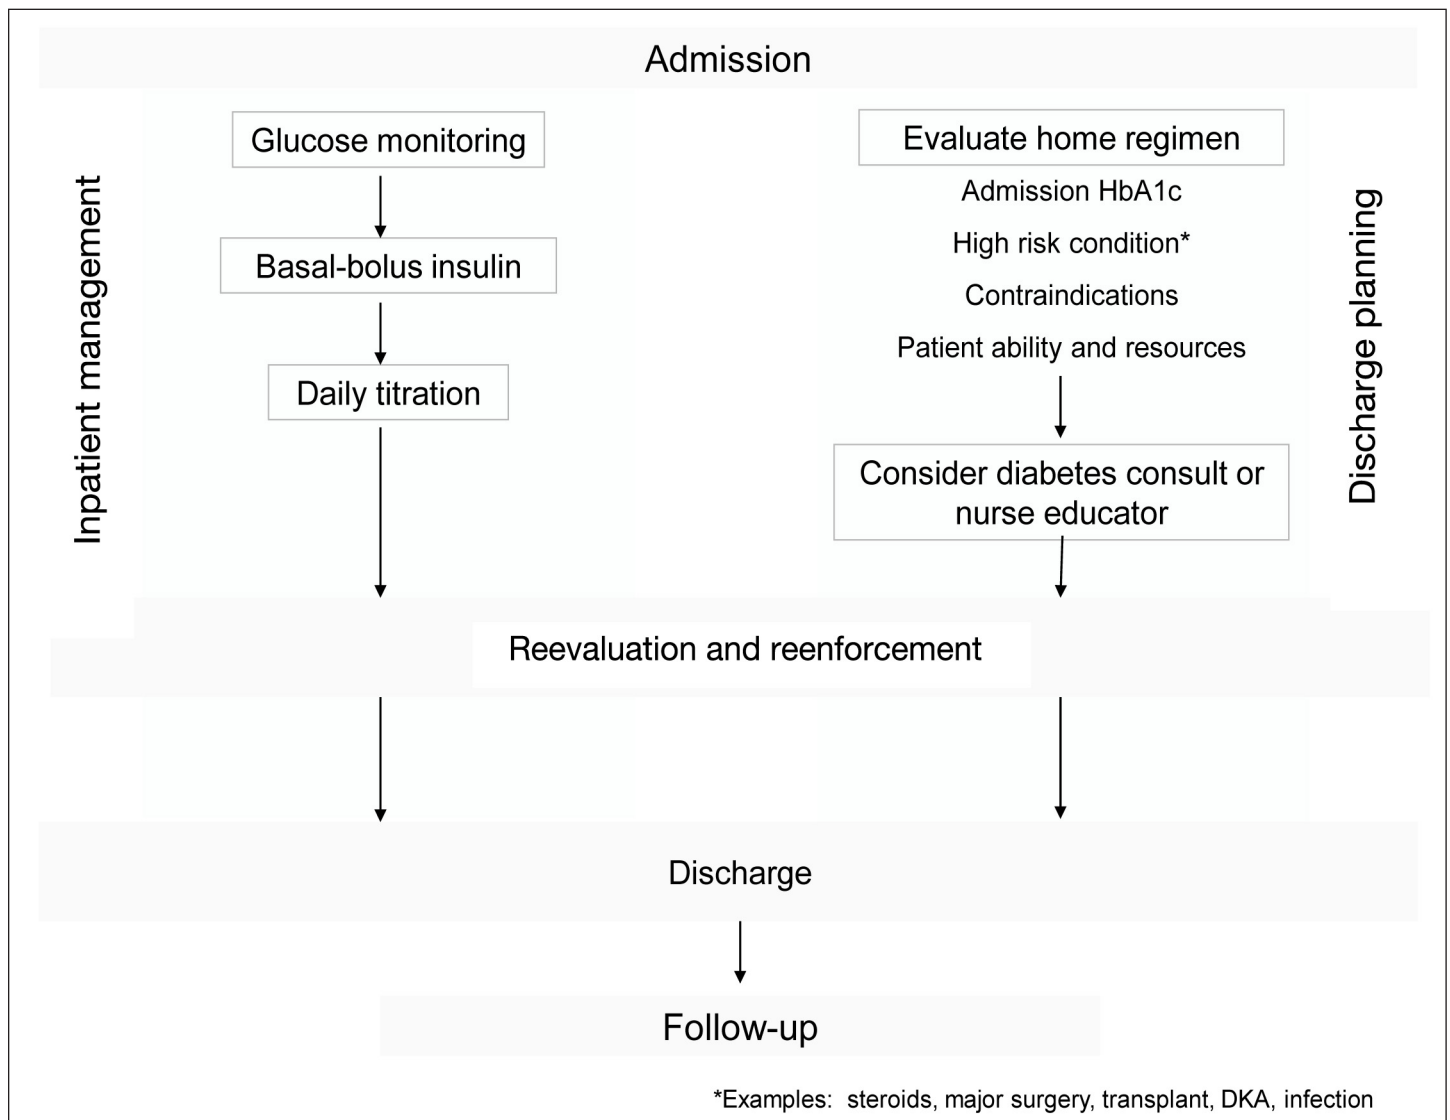 Admission
Inpatient management
Glucose monitoring
Basal-bolus insulin
Daily titration
Evaluate home regimen
Admission HbA1c
High risk condition*
Contraindications
Patient ability and resources
Consider diabetes consult or
nurse educator
Discharge planning
Reevaluation and reenforcement
Discharge
Follow-up
*Examples: steroids, major surgery, transplant, DKA, infection